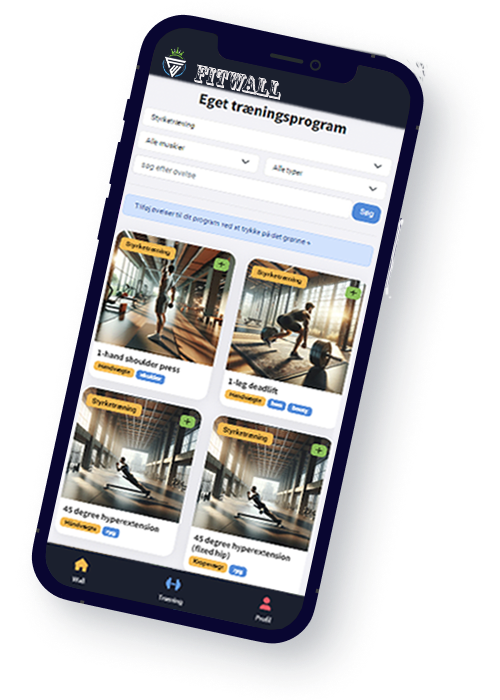 FITWALL
Eget træningsprogram
Styrketræning
Alle muskler
Alle typer
søg efter øvelse
Søg
Tilføj øvelser til dit program ved at trykke på det grønne +
Styrketræning
+
Styrketræning
+
1-hand shoulder press
Håndvægte
skulder
1-leg deadlift
Håndvægte
Styrketræning
+
Styrketræning
+
45 degree hyperextension
Håndvægte
ryg
45 degree hyperextension
(fixed hip)
Kropsvægt
ryg
Wall
Træning
Profil